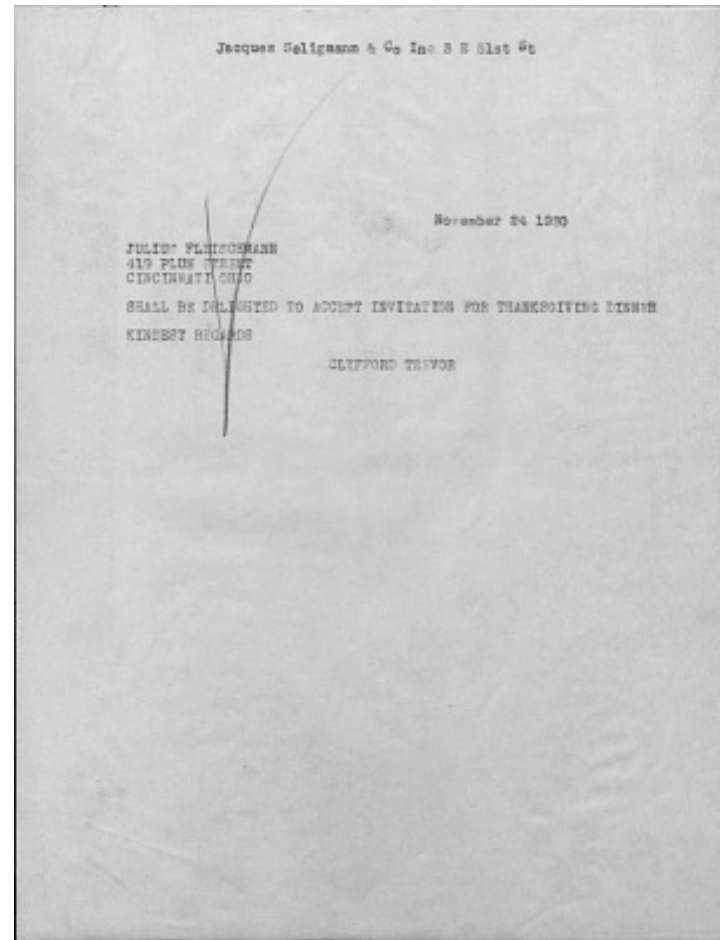 Jacques Seligmann & Co Inc 3 E 51st St
November 24 1930
JULIUS FLEISCHMANN
419 PLUM STREET
CINCINNATI OHIO
SHALL BE DELIGHTED TO ACCEPT INVITATION FOR THANKSGIVING DINNER
KINDEST REGARDS
CLYFFORD TREVOR